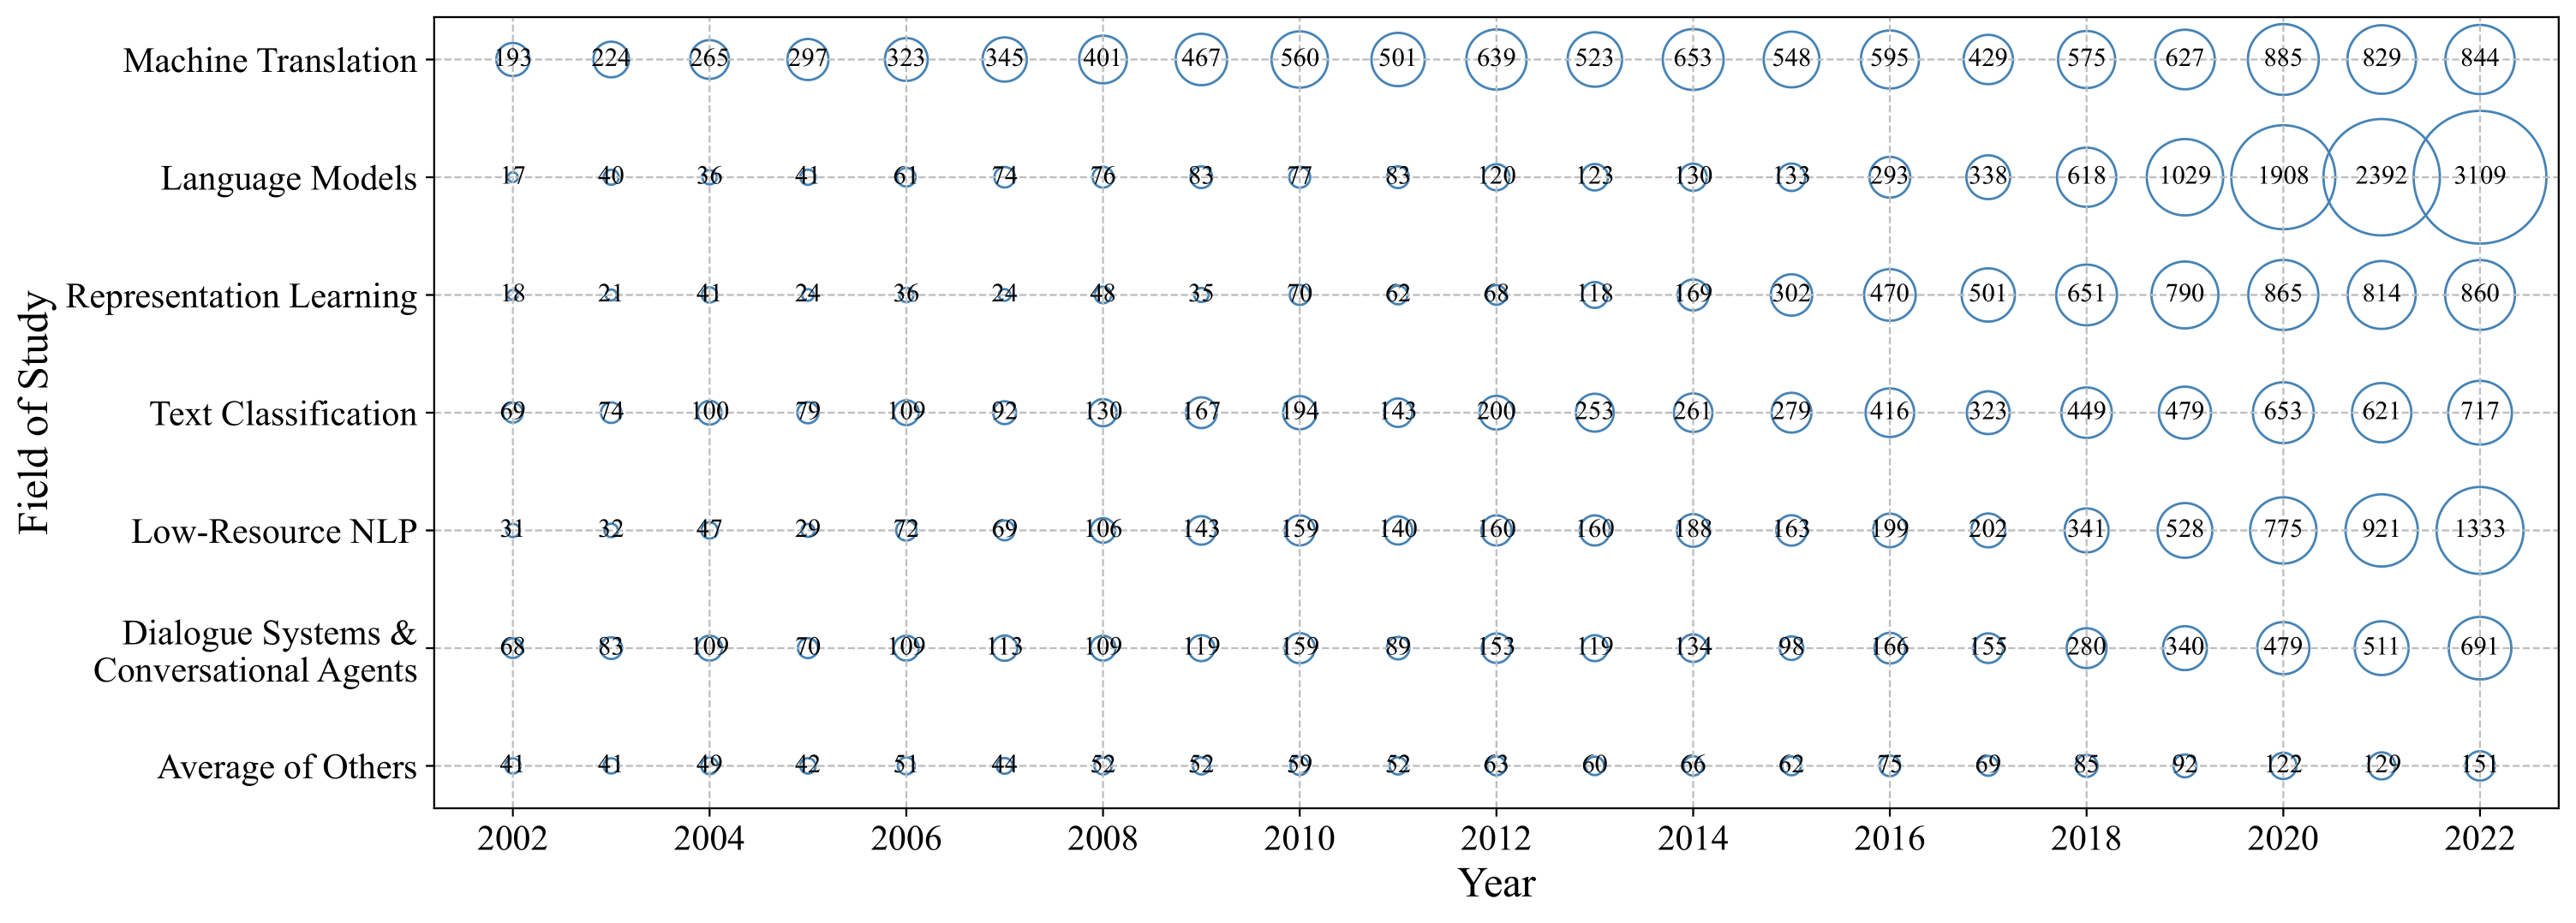 Machine Translation 193 224 265 297 323 345 401 467 560 501 639 523 653 548 595 429 575 627 885 829 844
Language Models 17 40 36 41 61 74 76 83 77 83 120 123 130 133 293 338 618 1029 1908 2392 3109
Representation Learning 18 21 41 24 36 24 48 35 70 62 68 118 169 302 470 501 651 790 865 814 860
Text Classification 69 74 100 79 109 92 130 167 194 143 200 253 261 279 416 323 449 479 653 621 717
Low-Resource NLP 31 32 47 29 72 69 106 143 159 140 160 160 188 163 199 202 341 528 775 921 1333
Dialogue Systems &
Conversational Agents 68 83 109 70 109 113 109 119 159 89 153 119 134 98 166 155 280 340 479 511 691
Average of Others 41 41 49 42 51 44 52 52 59 52 63 60 66 62 75 69 85 92 122 129 151
2002 2004 2006 2008 2010 2012 2014 2016 2018 2020 2022
Year
Field of Study